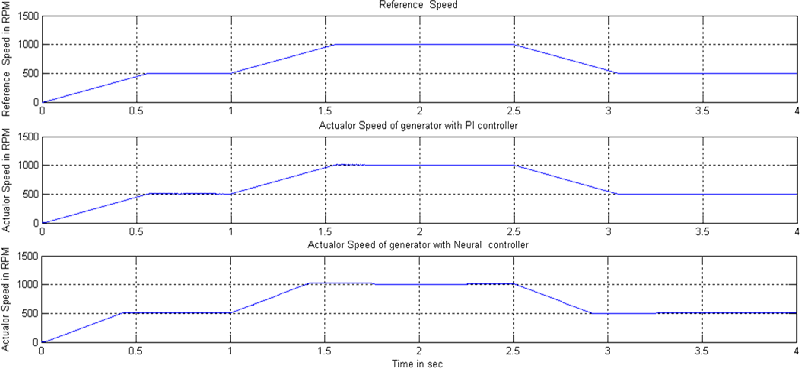 Reference Speed
Reference Speed in RPM
1500
1000
500
0
0 0.5 1 1.5 2 2.5 3 3.5 4
Actualor Speed of generator with PI controller
Actualor Speed in RPM
1500
1000
500
0
0 0.5 1 1.5 2 2.5 3 3.5 4
Actualor Speed of generator with Neural controller
Actualor Speed in RPM
1500
1000
500
0
0 0.5 1 1.5 2 2.5 3 3.5 4
Time in sec